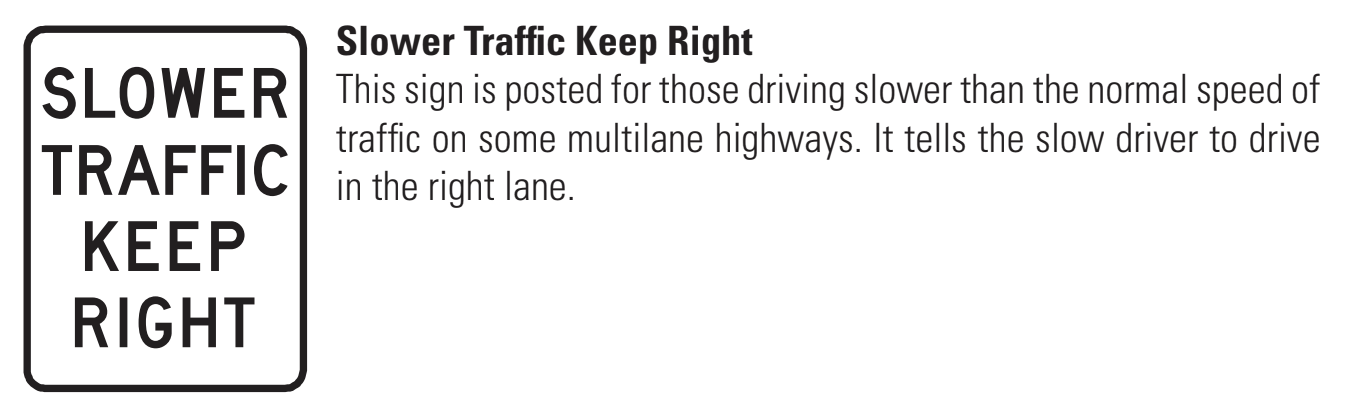 SLOWER
TRAFFIC
KEEP
RIGHT
Slower Traffic Keep Right
This sign is posted for those driving slower than the normal speed of
traffic on some multilane highways. It tells the slow driver to drive
in the right lane.